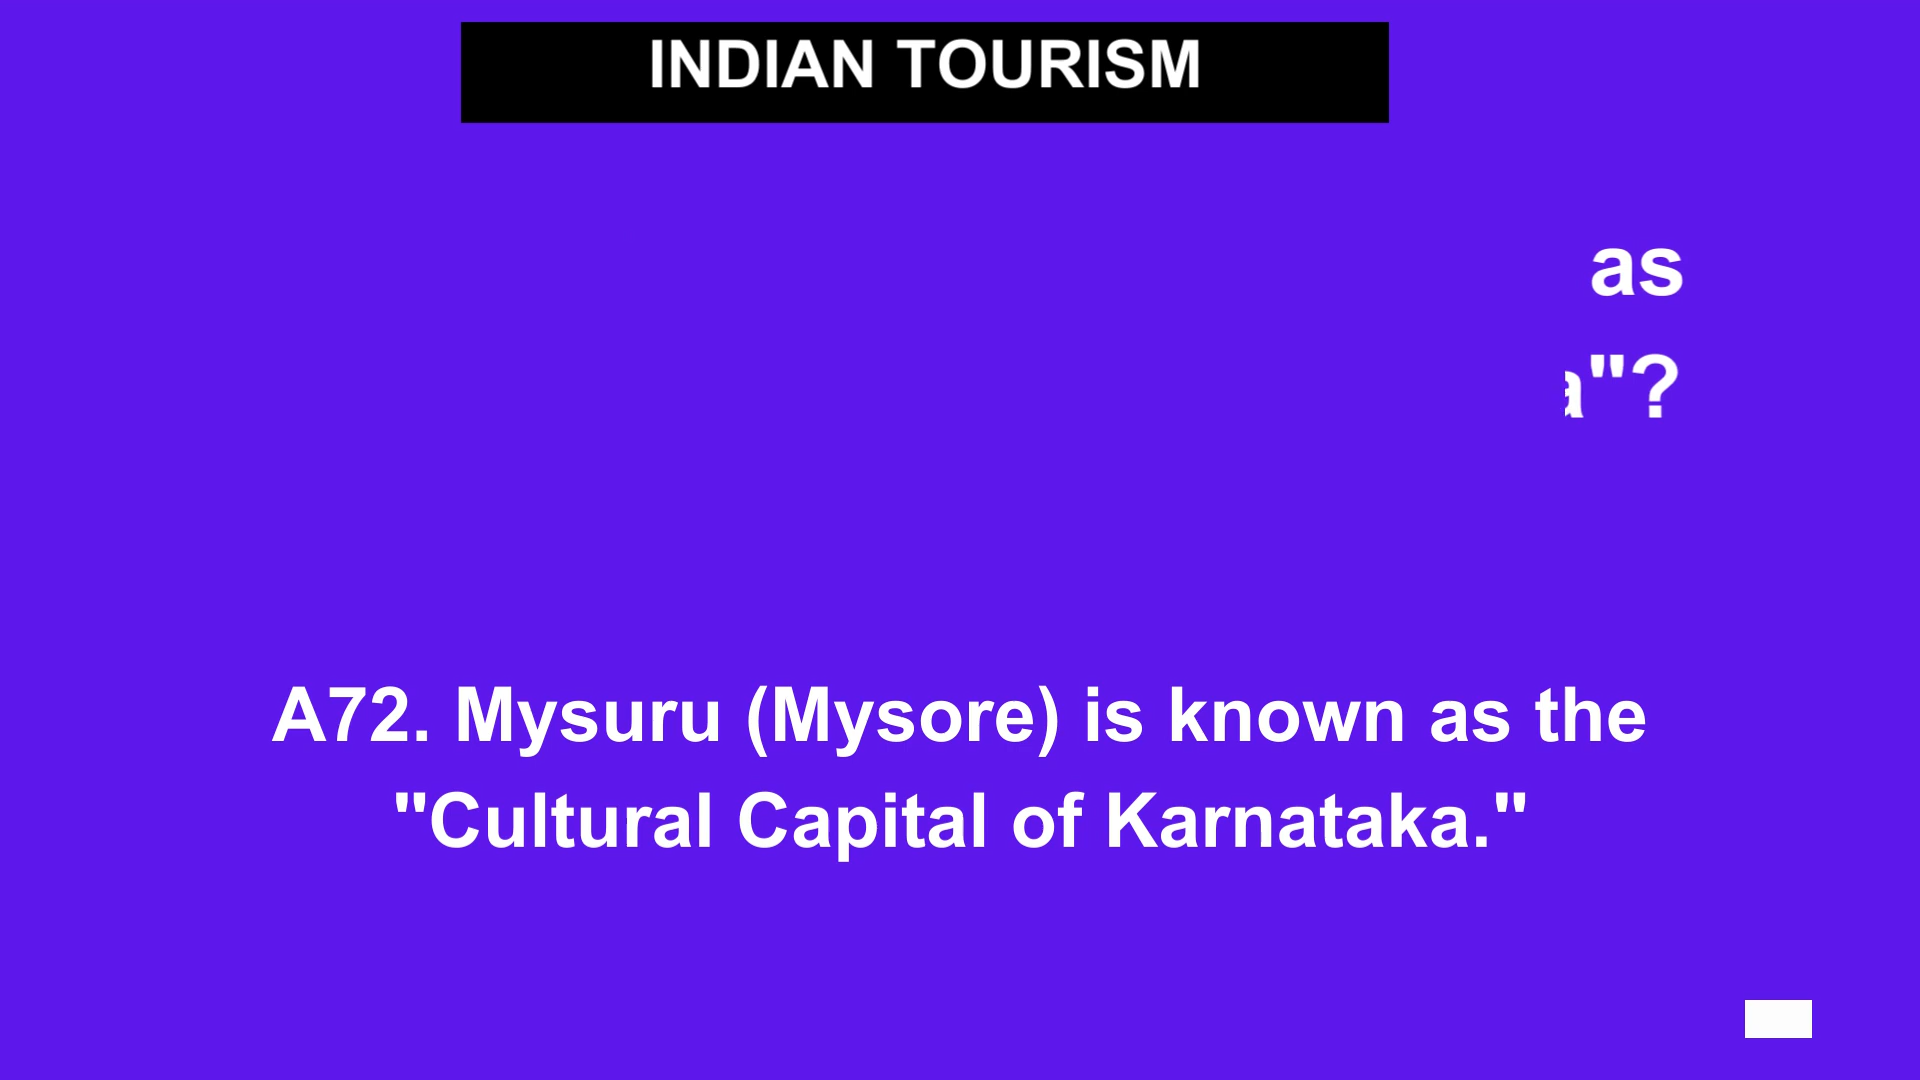 INDIAN TOURISM
as
a"?
A72. Mysuru (Mysore) is known as the
"Cultural Capital of Karnataka."